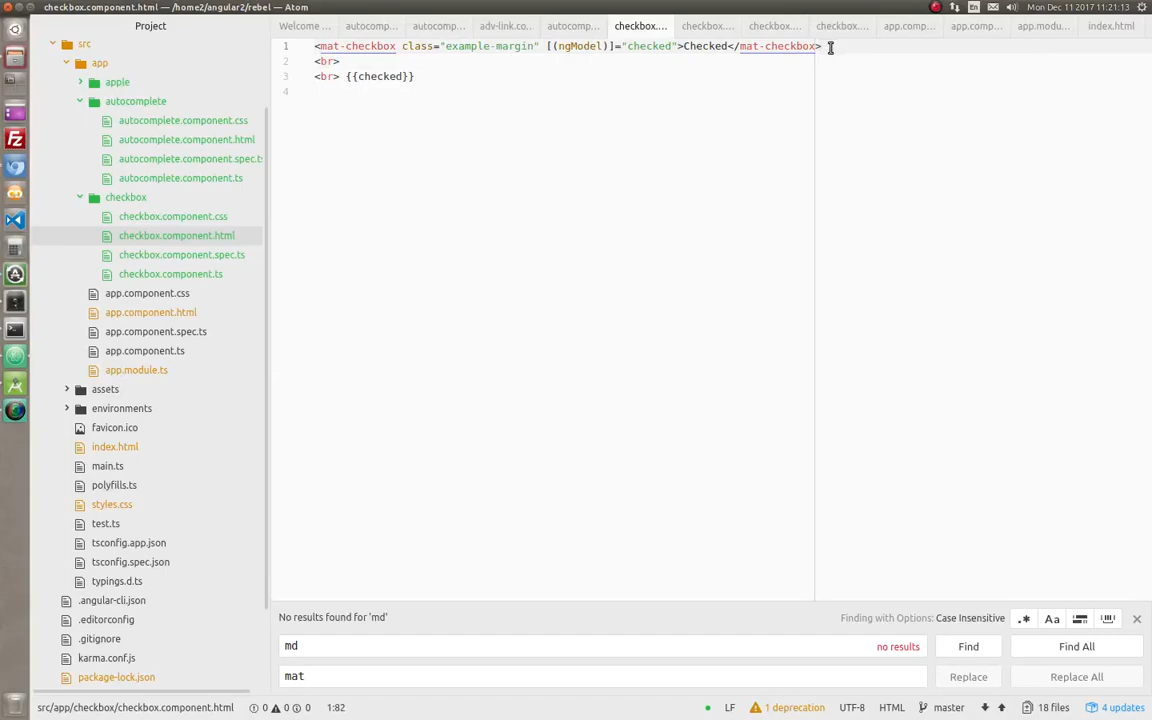 checkbox.component.html — /home2/angular2/rebel — Atom
En
Mon Dec 11 2017 11:21:13
Project
Welcome ...
autocomp...
autocomp...
adv-link.co...
autocomp...
checkbox....
checkbox....
checkbox....
checkbox....
app.comp...
app.comp...
app.modu...
index.html
src
app
apple
autocomplete
autocomplete.component.css
autocomplete.component.html
autocomplete.component.spec.t
autocomplete.component.ts
checkbox
checkbox.component.css
checkbox.component.html
checkbox.component.spec.ts
checkbox.component.ts
app.component.css
app.component.html
app.component.spec.ts
app.component.ts
app.module.ts
assets
environments
favicon.ico
index.html
main.ts
polyfills.ts
styles.css
test.ts
tsconfig.app.json
tsconfig.spec.json
typings.d.ts
.angular-cli.json
.editorconfig
.gitignore
karma.conf.js
package-lock.json
1 <mat-checkbox class="example-margin" [(ngModel)]="checked">Checked</mat-checkbox>
2 <br>
3 <br> {{checked}}
4
No results found for 'md'
Finding with Options: Case Insensitive
.*
Aa
md
no results
Find
Find All
mat
Replace
Replace All
src/app/checkbox/checkbox.component.html
0
0
0
1:82
LF
1 deprecation
UTF-8
HTML
master
18 files
4 updates